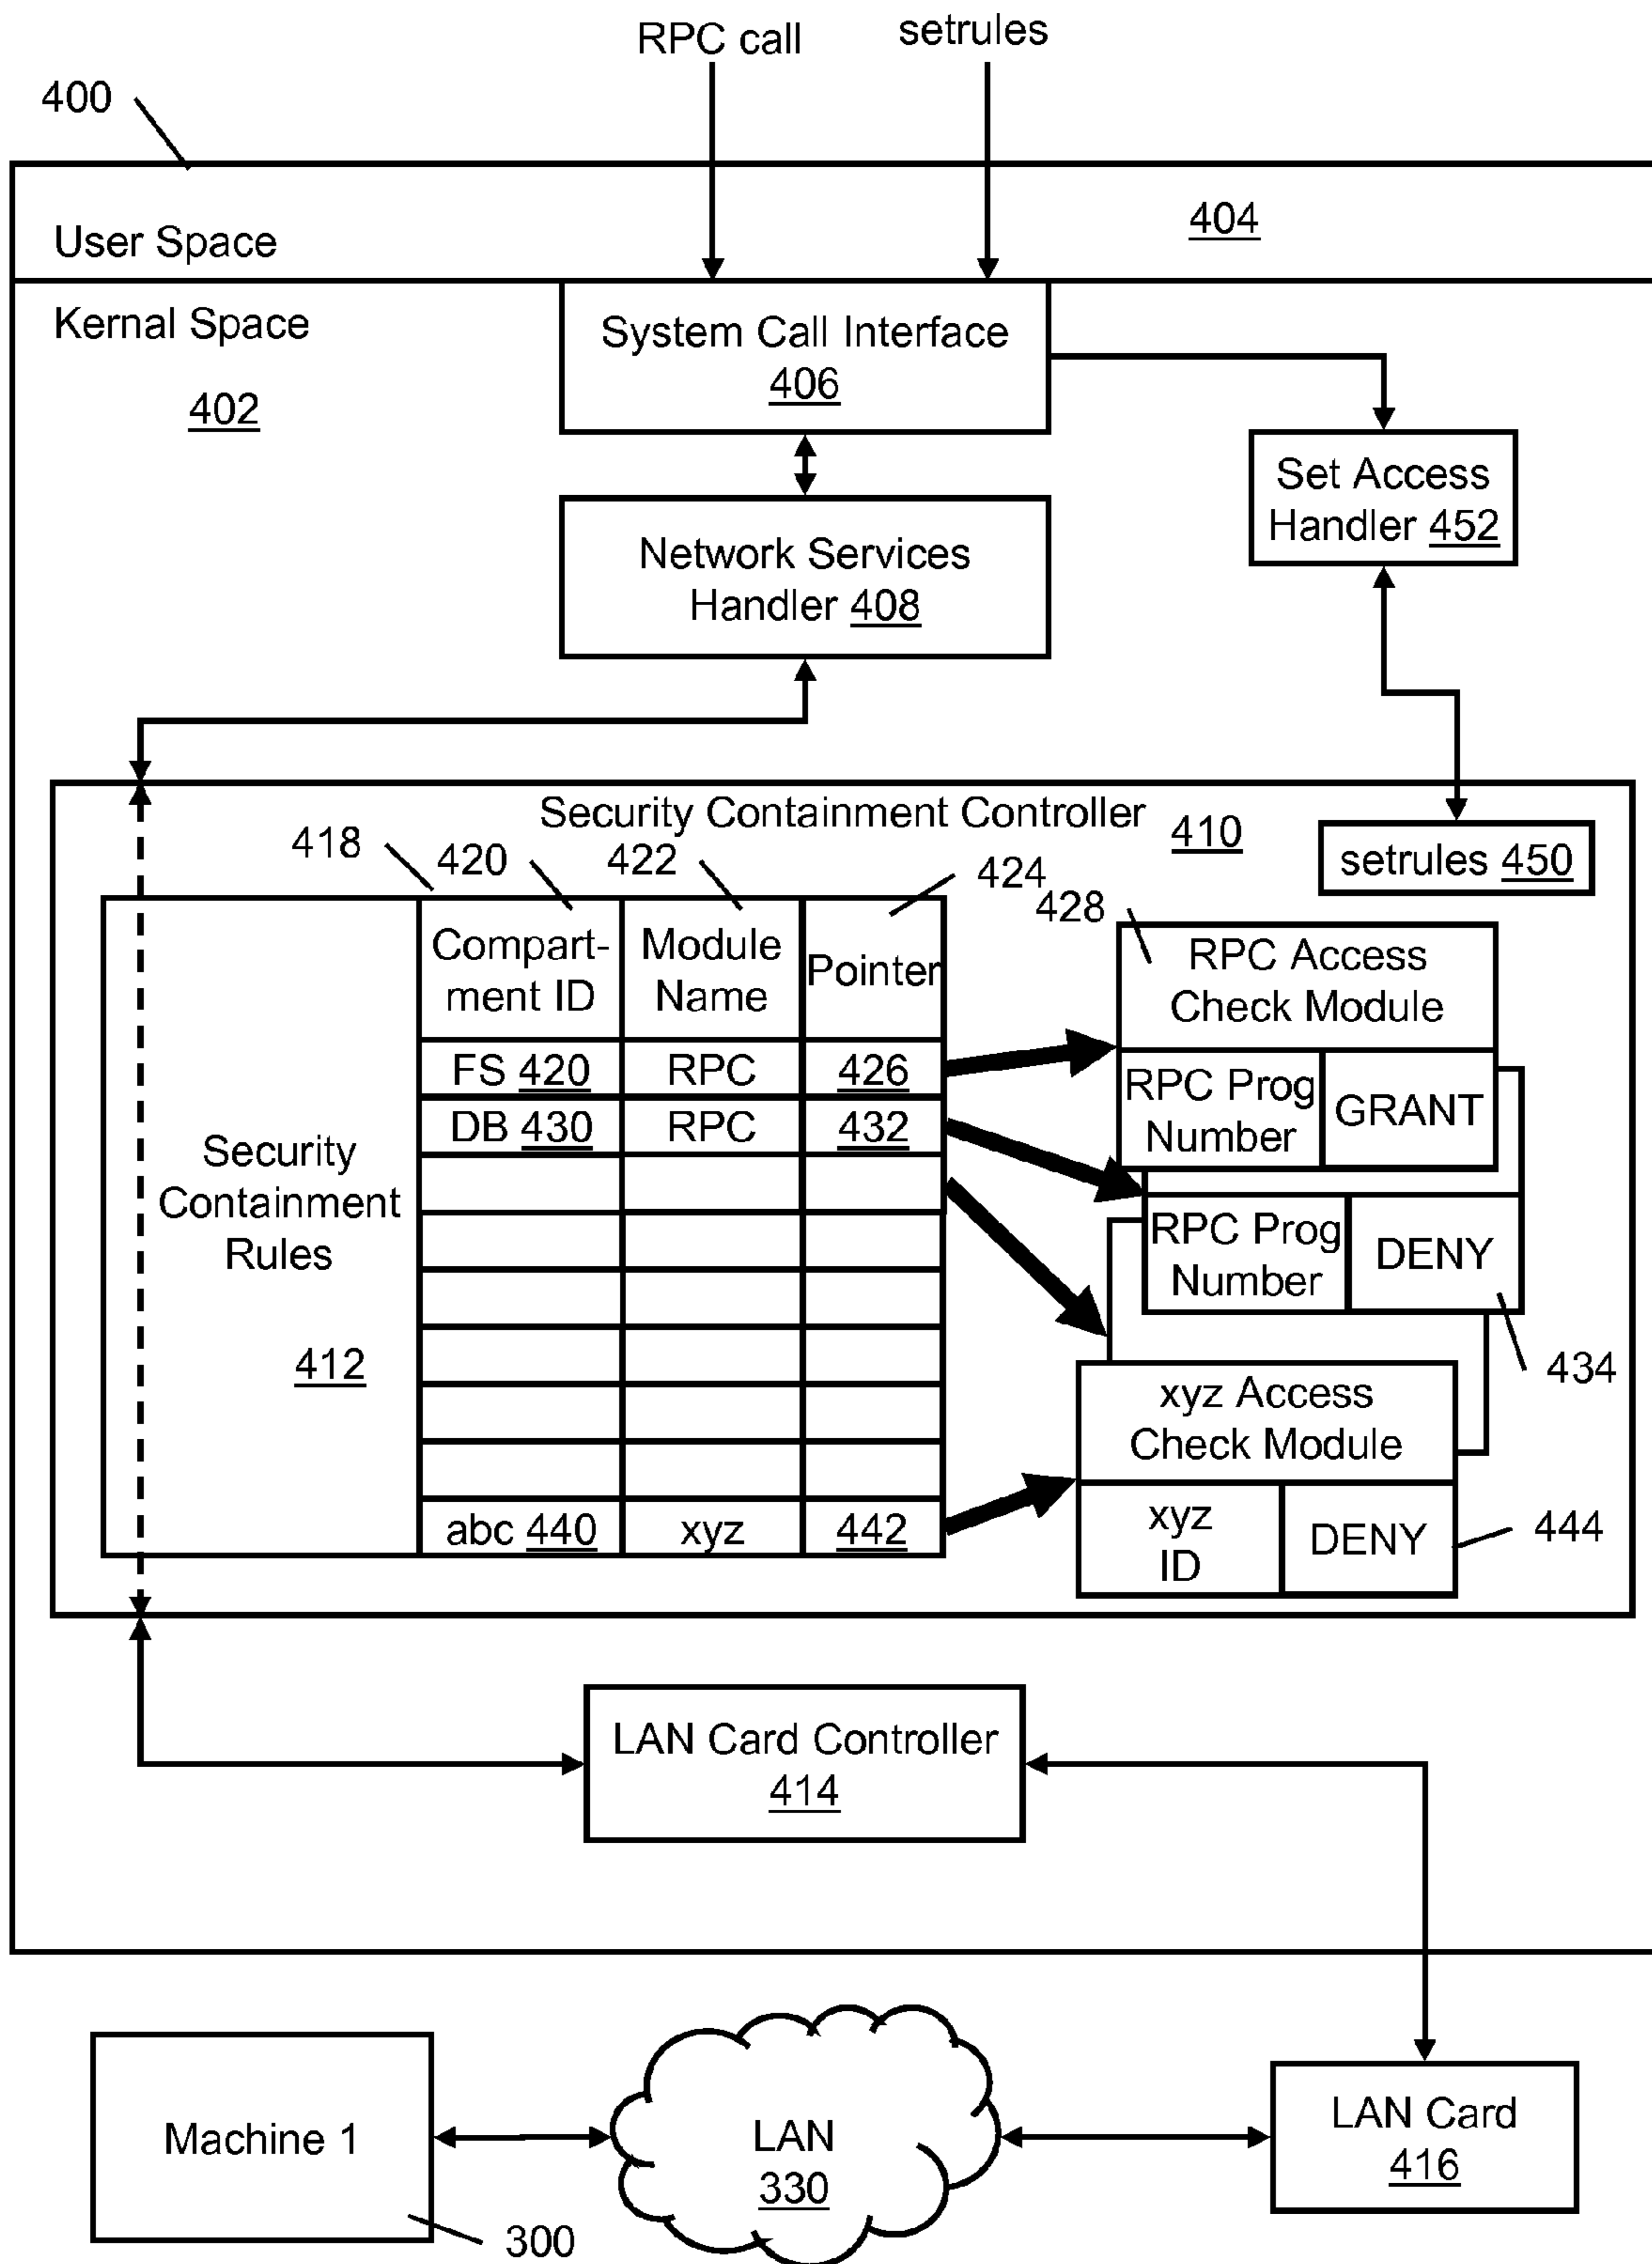 RPC call
setrules
400
User Space
404
Kernal Space
402
System Call Interface
406
Set Access
Handler 452
Network Services
Handler 408
Security Containment Controller
410
setrules 450
418
420
422
424
428
Compart-
ment ID
Module
Name
Pointer
FS 420
RPC
426
DB 430
RPC
432
abc 440
xyz
442
Security
Containment
Rules
412
RPC Access
Check Module
RPC Prog
Number
GRANT
RPC Prog
Number
DENY
434
xyz Access
Check Module
xyz
ID
DENY
444
LAN Card Controller
414
Machine 1
300
LAN
330
LAN Card
416